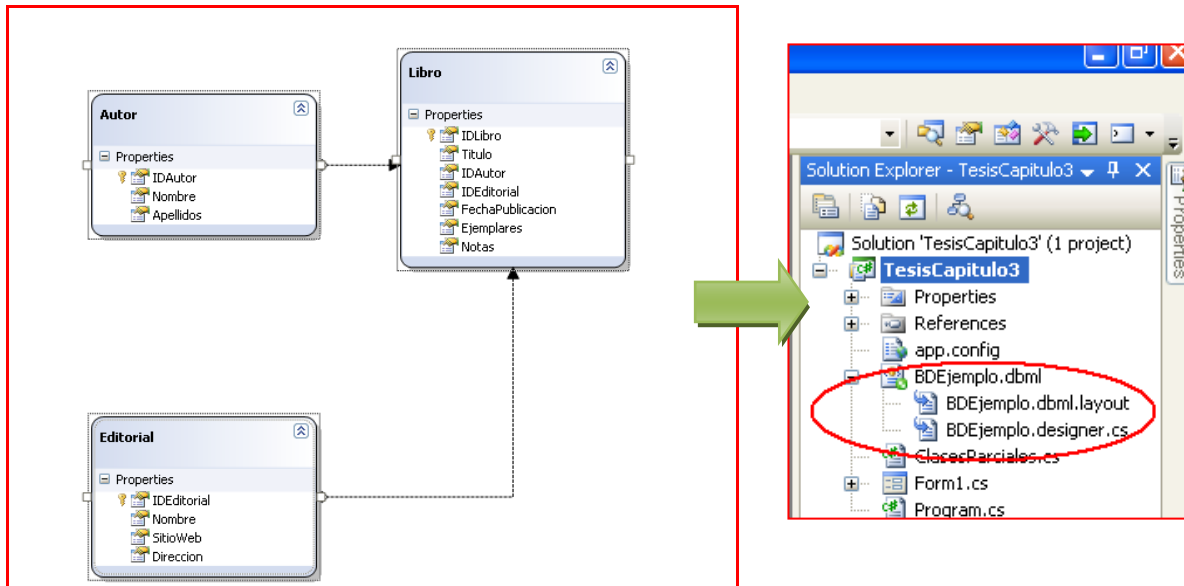 Autor
Properties
IDAutor
Nombre
Apellidos
Libro
Properties
IDLibro
Titulo
IDAutor
IDEditorial
FechaPublicacion
Ejemplares
Notas
Editorial
Properties
IDEditorial
Nombre
SitioWeb
Direccion
Solution Explorer - TesisCapitulo3
Solution 'TesisCapitulo3' (1 project)
TesisCapitulo3
Properties
References
app.config
BDEjemplo.dbml
BDEjemplo.dbml.layout
BDEjemplo.designer.cs
ClasesParciales.cs
Form1.cs
Program.cs
Properties